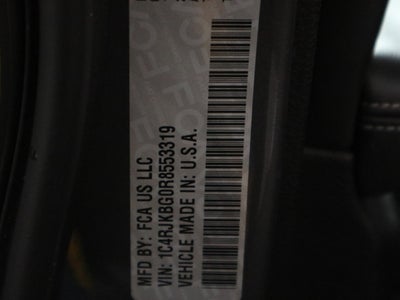 MFD BY: FCA US LLC
VIN: 1C4RJKBG0R8553319
VEHICLE MADE IN: U.S.A.